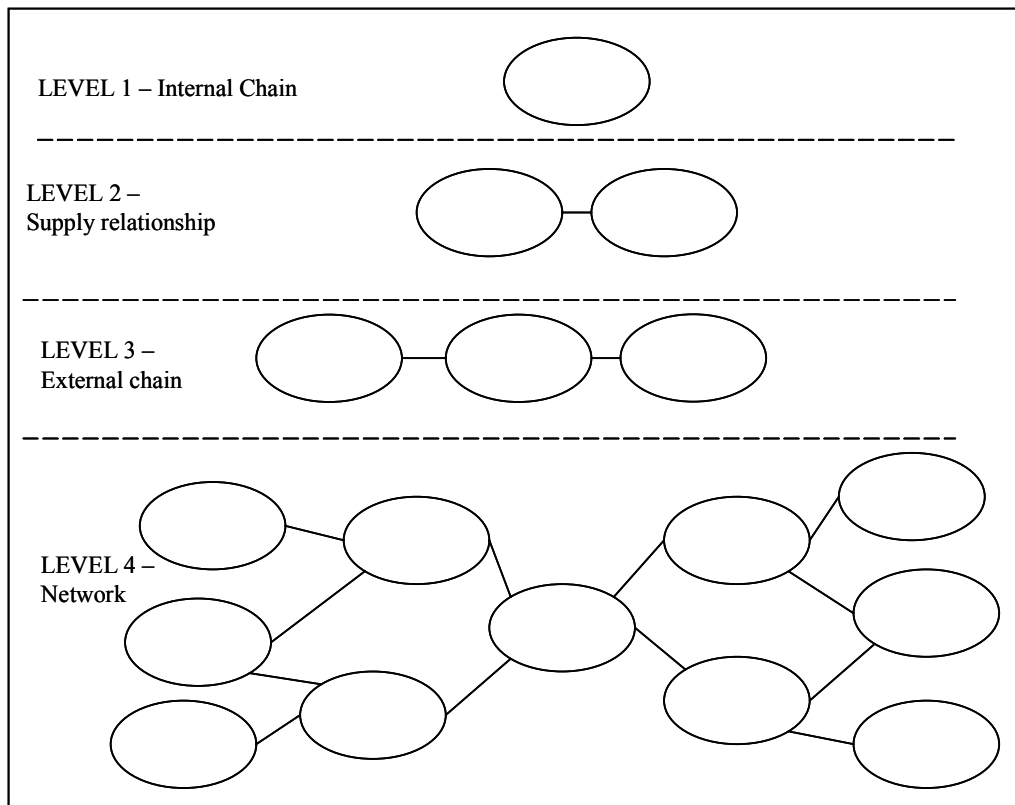 LEVEL 1 – Internal Chain
LEVEL 2 –
Supply relationship
LEVEL 3 –
External chain
LEVEL 4 –
Network